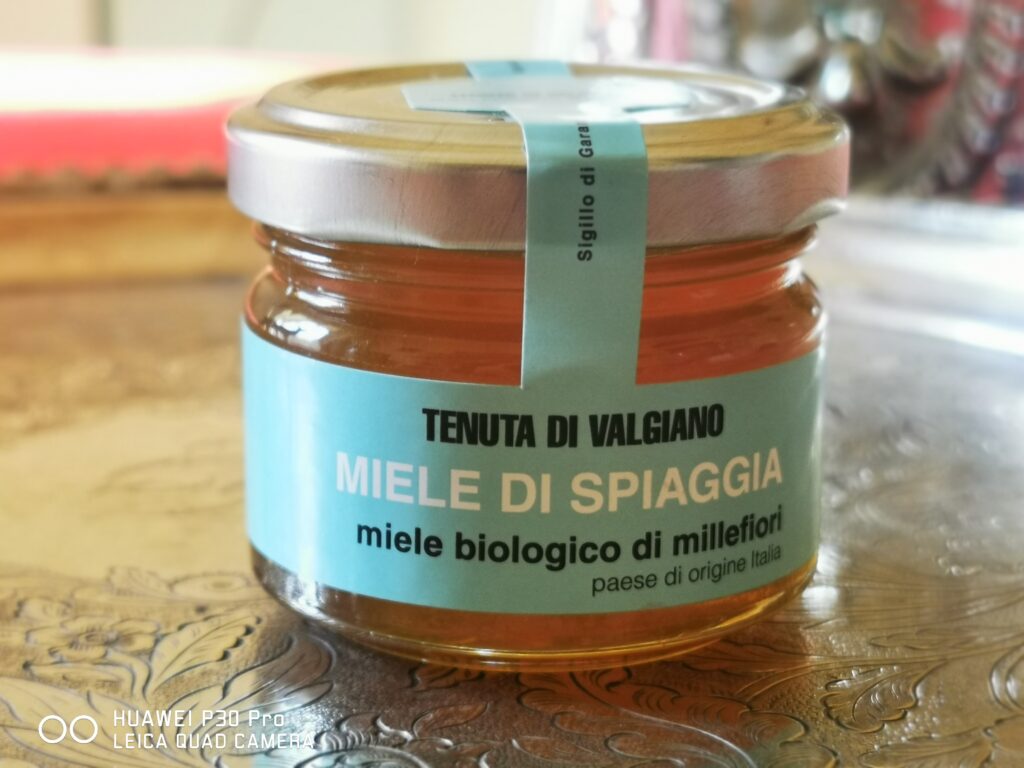 Sigillo di
TENUTA DI VALGIANO
MIELE DI SPIAGGIA
miele biologico di millefiori
paese di origine Italia
HUAWEI P30 Pro
LEICA QUAD CAMERA